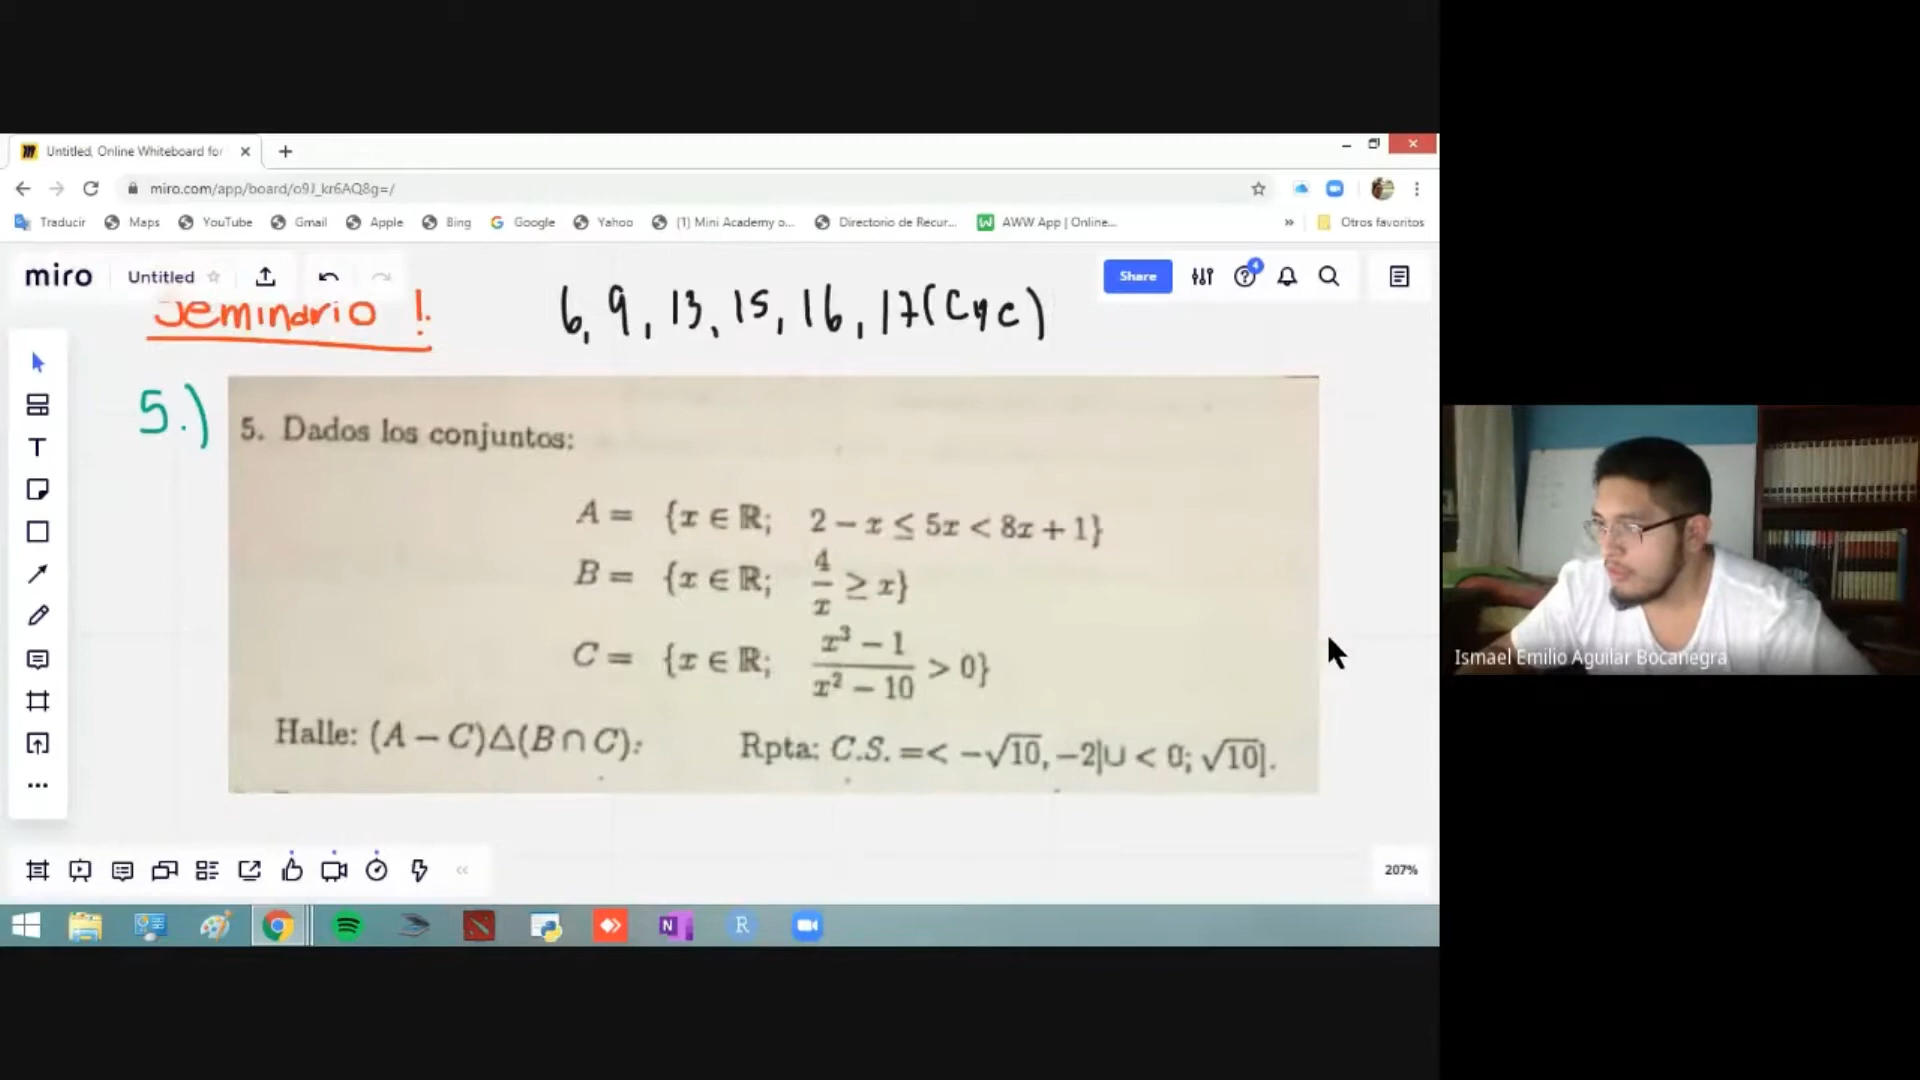 Untitled, Online Whiteboard for
miro.com/app/board/o9J_kr6AQ8g=/
Traducir Maps YouTube Gmail Apple Bing Google Yahoo (1) Mini Academy o... Directorio de Recur... AWW App | Online... » Otros favoritos
miro Untitled Share 4
Seminario ! 6, 9, 13, 15, 16, 17(C y C)
5.) 5. Dados los conjuntos:
A = {x ∈ ℝ; 2 − x ≤ 5x < 8x + 1}
B = {x ∈ ℝ; 4/x ≥ x}
C = {x ∈ ℝ; x³ − 1/x² − 10 > 0}
Halle: (A − C)△(B ∩ C): Rpta: C.S. =< −√10, −2]∪ < 0; √10].
Ismael Emilio Aguilar Bocanegra
207%